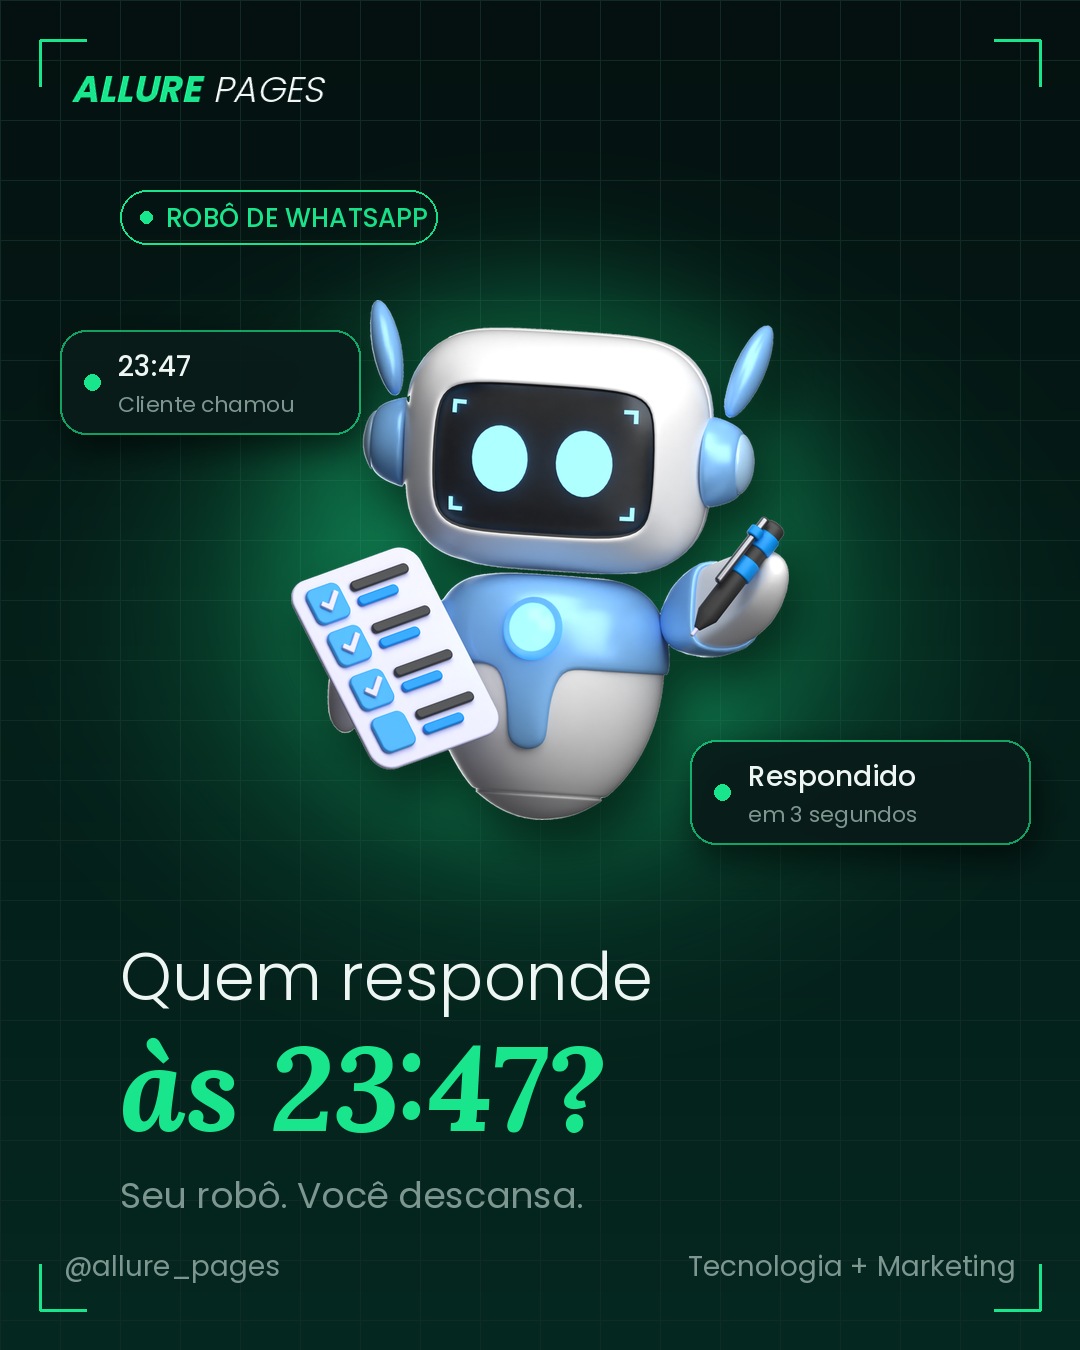 ALLURE PAGES
ROBÔ DE WHATSAPP
23:47
Cliente chamou
Respondido
em 3 segundos
Quem responde
às 23:47?
Seu robô. Você descansa.
@allure_pages
Tecnologia + Marketing